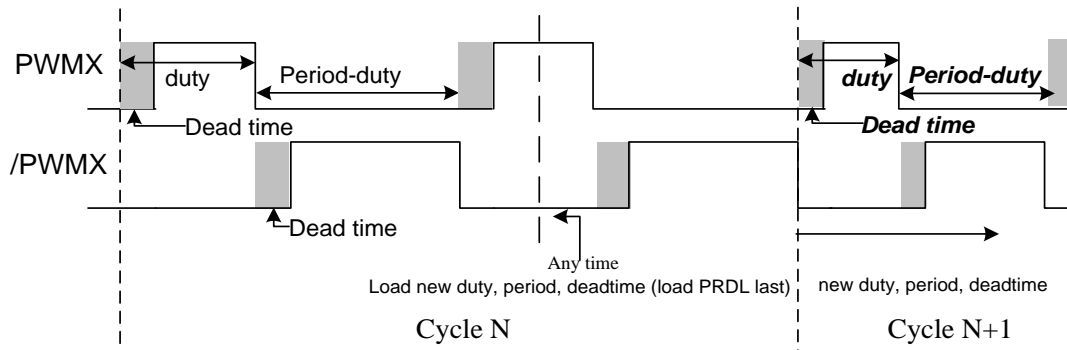 PWMX
duty
Period-duty
duty
Period-duty
Dead time
Dead time
/PWMX
Dead time
Any time
Load new duty, period, deadtime (load PRDL last)
new duty, period, deadtime
Cycle N
Cycle N+1